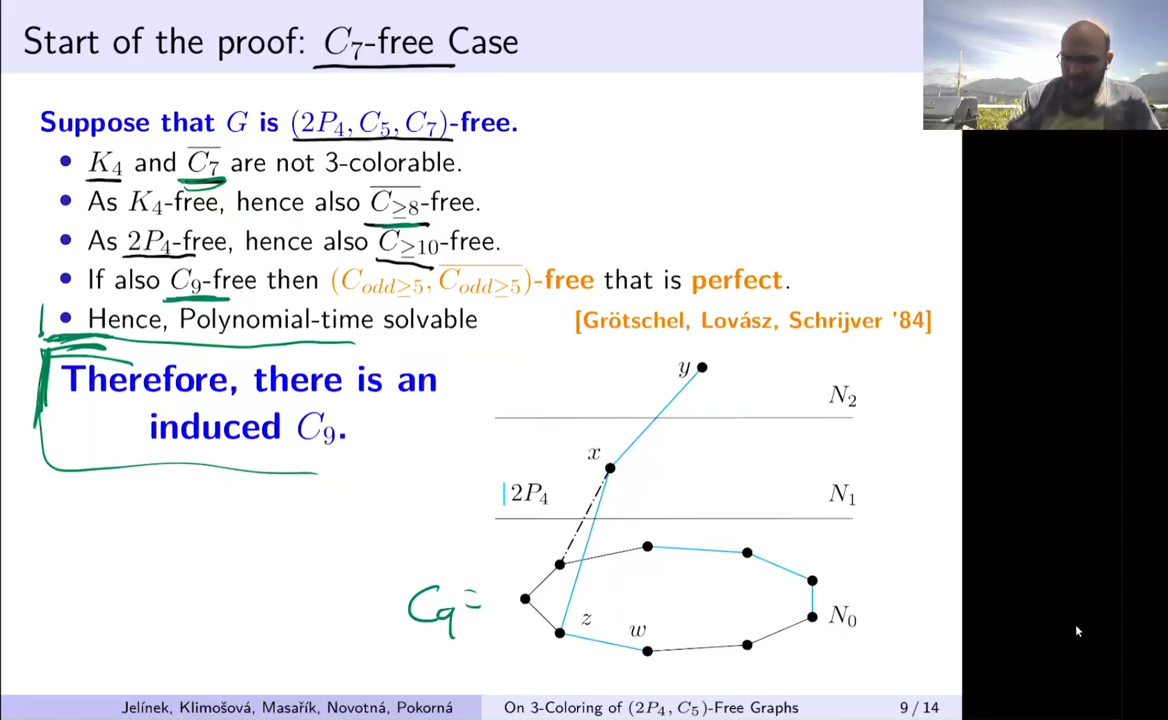 Start of the proof: C₇-free Case
Suppose that G is (2P₄, C₅, C₇)-free.
• K₄ and C̅₇̅ are not 3-colorable.
• As K₄-free, hence also C̅≥₈-free.
• As 2P₄-free, hence also C≥₁₀-free.
• If also C₉-free then (C_odd≥5, C̅_odd≥5)-free that is perfect.
! • Hence, Polynomial-time solvable [Grötschel, Lovász, Schrijver '84]
Therefore, there is an
induced C₉.
y
N₂
x
|2P₄
N₁
C₉ =
z
w
N₀
Jelínek, Klimošová, Masařík, Novotná, Pokorná On 3-Coloring of (2P₄, C₅)-Free Graphs 9 / 14